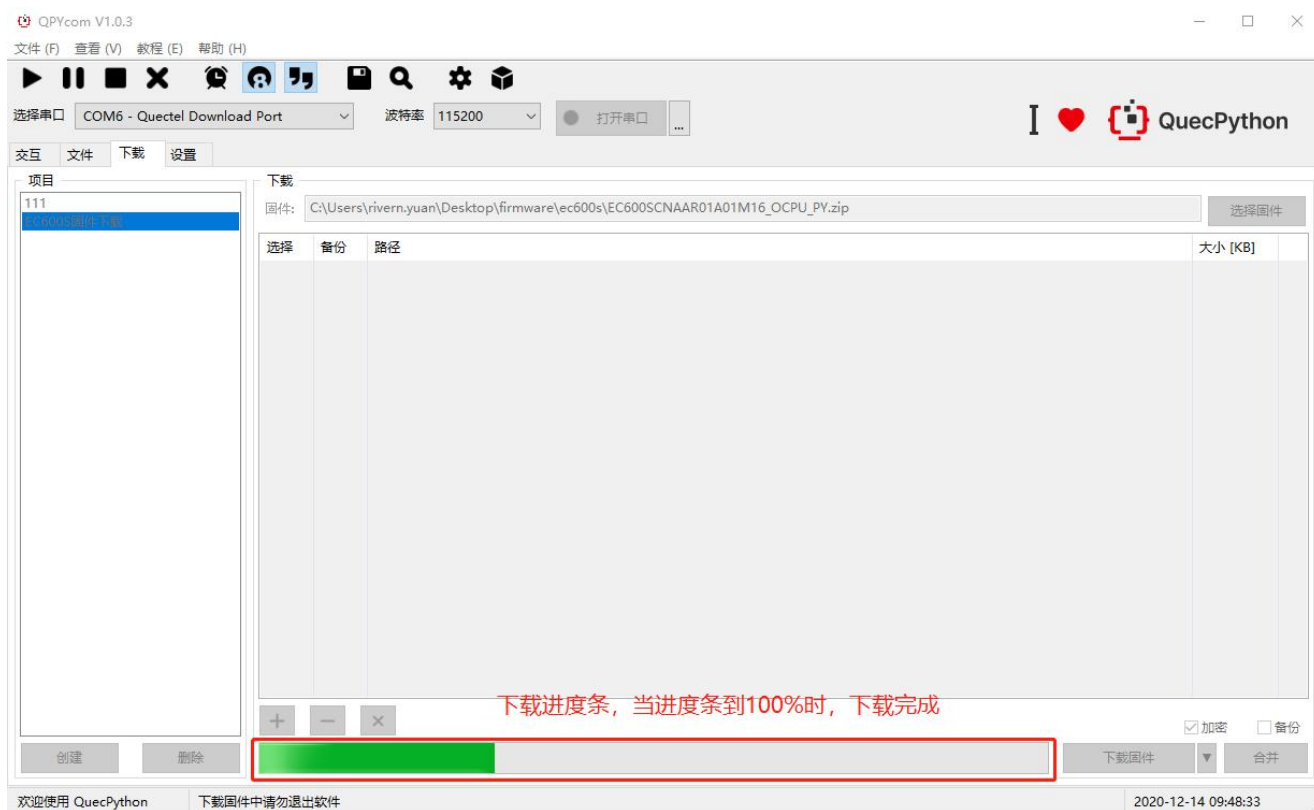 QPYcom V1.0.3
文件 (F) 查看 (V) 教程 (E) 帮助 (H)
选择串口 COM6 - Quectel Download Port 波特率 115200 打开串口 ...
QuecPython
交互 文件 下载 设置
项目
111
EC600S固件下载
下载
固件: C:\Users\rivern.yuan\Desktop\firmware\ec600s\EC600SCNAAR01A01M16_OCPU_PY.zip 选择固件
选择 备份 路径 大小 [KB]
下载进度条，当进度条到100%时，下载完成
加密 备份
创建 删除 下载固件 合并
欢迎使用 QuecPython 下载固件中请勿退出软件 2020-12-14 09:48:33